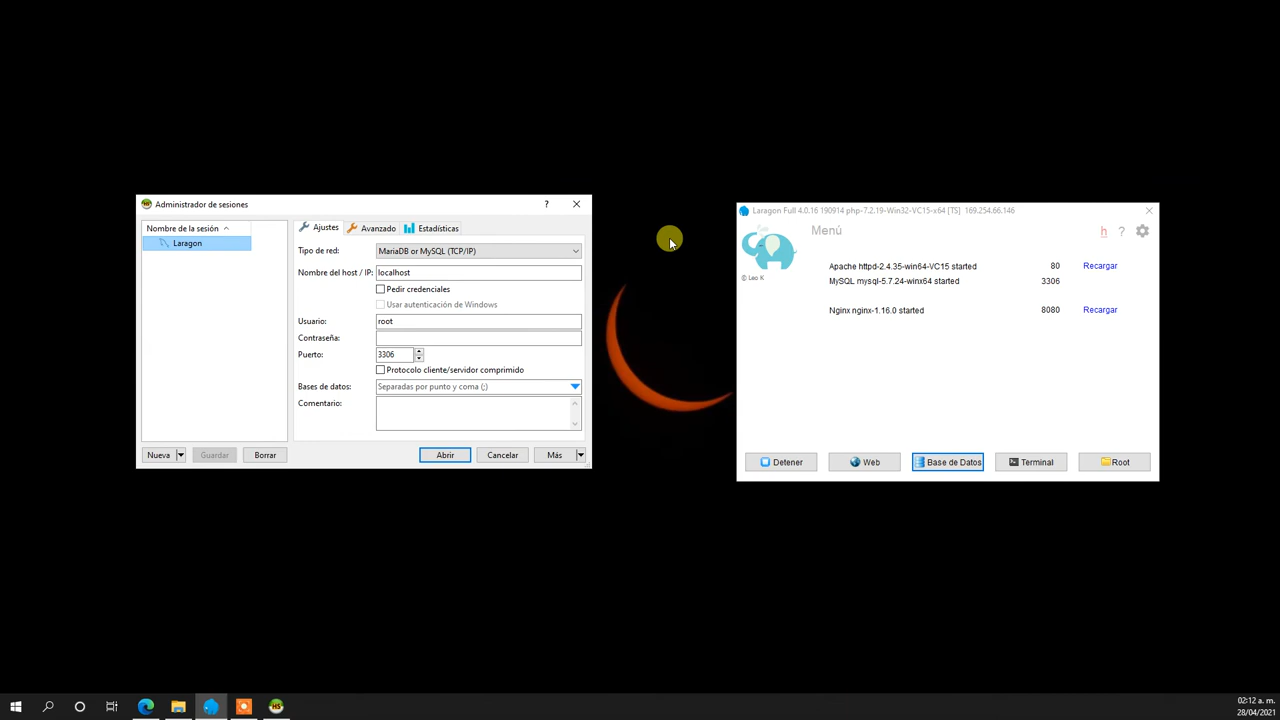 Administrador de sesiones
?
Nombre de la sesión
Laragon
Nueva
Guardar
Borrar
Ajustes
Avanzado
Estadísticas
Tipo de red:
MariaDB or MySQL (TCP/IP)
Nombre del host / IP:
localhost
Pedir credenciales
Usar autenticación de Windows
Usuario:
root
Contraseña:
Puerto:
3306
Protocolo cliente/servidor comprimido
Bases de datos:
Separadas por punto y coma (;)
Comentario:
Abrir
Cancelar
Más
Laragon Full 4.0.16 190914 php-7.2.19-Win32-VC15-x64 [TS] 169.254.66.146
Menú
h
?
© Leo K
Apache httpd-2.4.35-win64-VC15 started 80 Recargar
MySQL mysql-5.7.24-winx64 started 3306
Nginx nginx-1.16.0 started 8080 Recargar
Detener
Web
Base de Datos
Terminal
Root
HS
02:12 a. m.
28/04/2021